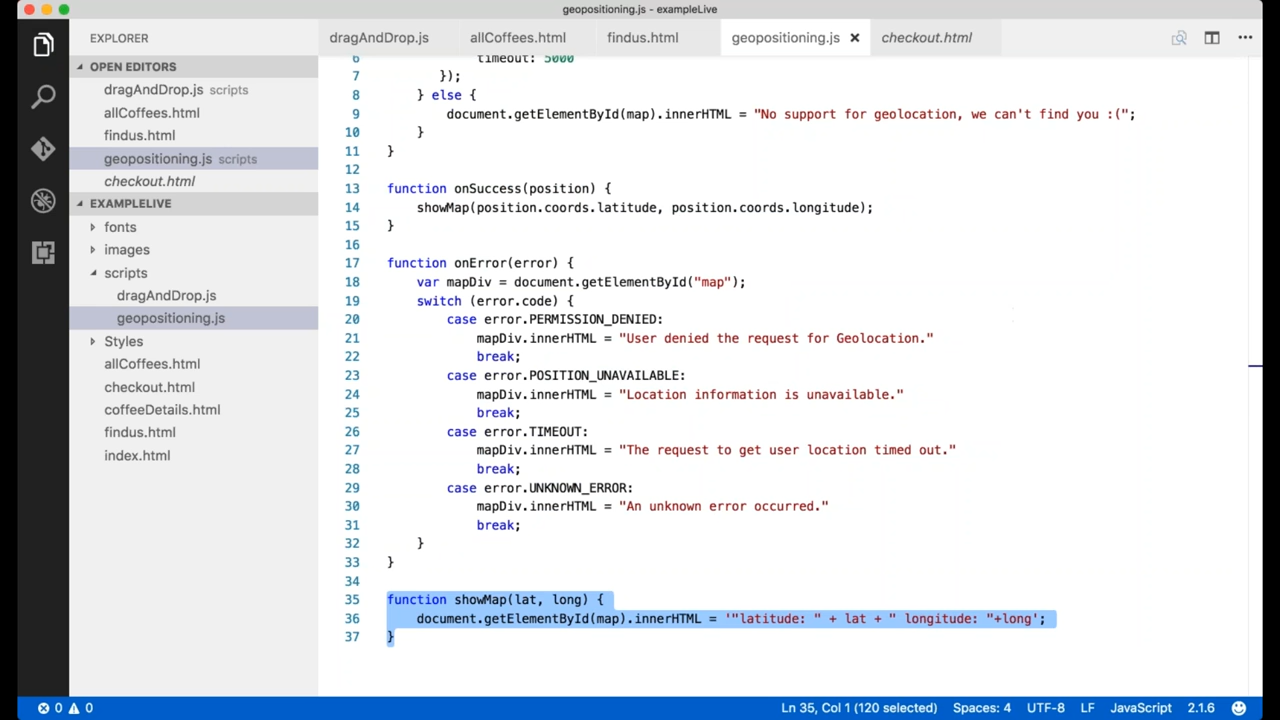 geopositioning.js - exampleLive
EXPLORER
OPEN EDITORS
dragAndDrop.js scripts
allCoffees.html
findus.html
geopositioning.js scripts
checkout.html
EXAMPLELIVE
fonts
images
scripts
dragAndDrop.js
geopositioning.js
Styles
allCoffees.html
checkout.html
coffeeDetails.html
findus.html
index.html
dragAndDrop.js allCoffees.html findus.html geopositioning.js checkout.html
6 timeout: 5000
7 });
8 } else {
9 document.getElementById(map).innerHTML = "No support for geolocation, we can't find you :(";
10 }
11 }
12
13 function onSuccess(position) {
14 showMap(position.coords.latitude, position.coords.longitude);
15 }
16
17 function onError(error) {
18 var mapDiv = document.getElementById("map");
19 switch (error.code) {
20 case error.PERMISSION_DENIED:
21 mapDiv.innerHTML = "User denied the request for Geolocation."
22 break;
23 case error.POSITION_UNAVAILABLE:
24 mapDiv.innerHTML = "Location information is unavailable."
25 break;
26 case error.TIMEOUT:
27 mapDiv.innerHTML = "The request to get user location timed out."
28 break;
29 case error.UNKNOWN_ERROR:
30 mapDiv.innerHTML = "An unknown error occurred."
31 break;
32 }
33 }
34
35 function showMap(lat, long) {
36 document.getElementById(map).innerHTML = '"latitude: " + lat + " longitude: "+long';
37 }
0 0 Ln 35, Col 1 (120 selected) Spaces: 4 UTF-8 LF JavaScript 2.1.6